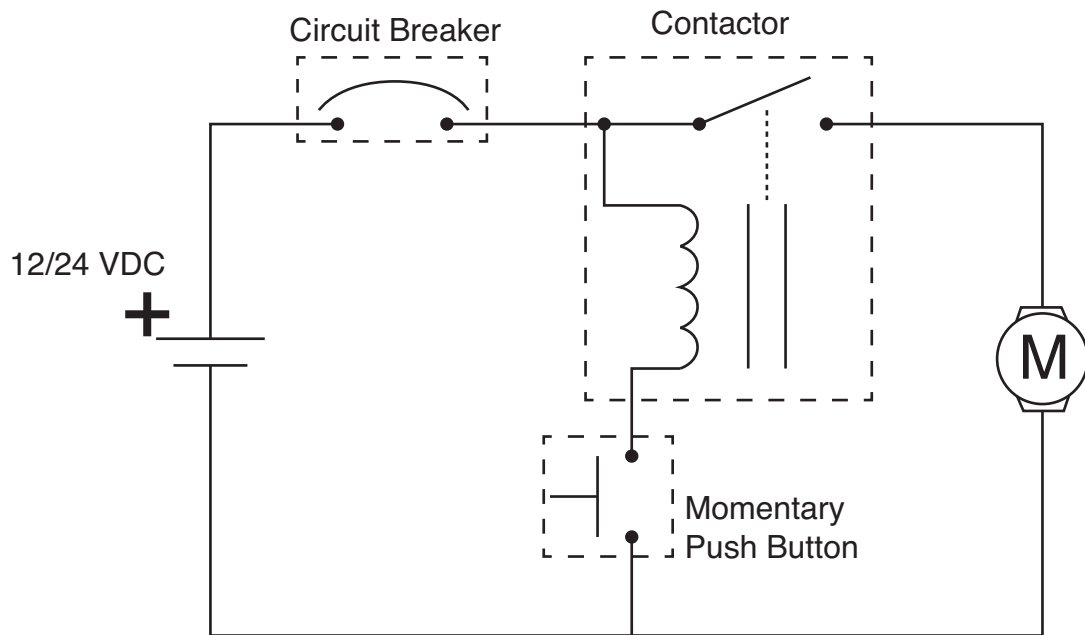 Circuit Breaker
Contactor
12/24 VDC
+
M
Momentary
Push Button